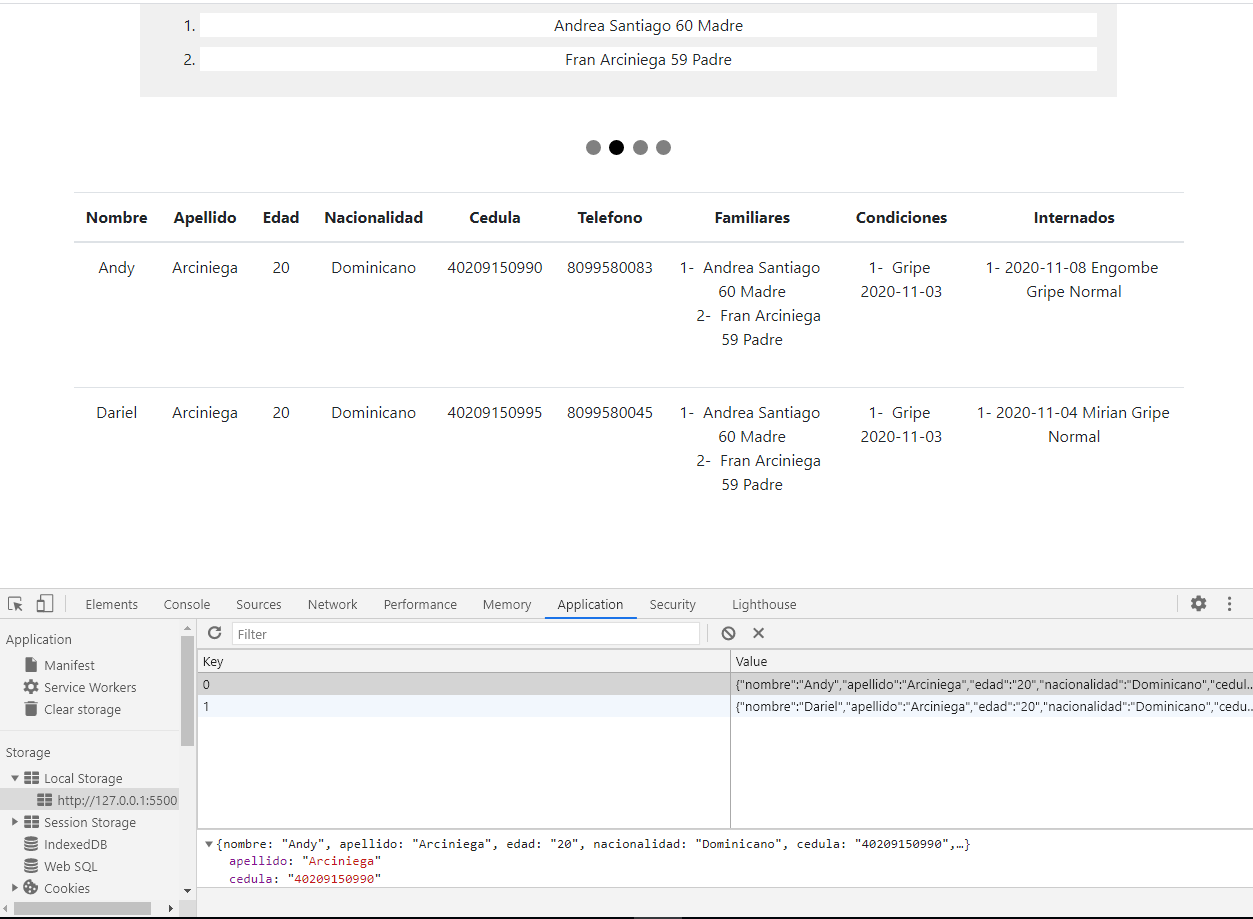 1. Andrea Santiago 60 Madre
2. Fran Arciniega 59 Padre
Nombre Apellido Edad Nacionalidad Cedula Telefono Familiares Condiciones Internados
Andy Arciniega 20 Dominicano 40209150990 8099580083 1- Andrea Santiago 1- Gripe 1- 2020-11-08 Engombe
60 Madre 2020-11-03 Gripe Normal
2- Fran Arciniega
59 Padre
Dariel Arciniega 20 Dominicano 40209150995 8099580045 1- Andrea Santiago 1- Gripe 1- 2020-11-04 Mirian Gripe
60 Madre 2020-11-03 Normal
2- Fran Arciniega
59 Padre
Elements Console Sources Network Performance Memory Application Security Lighthouse
Application
Manifest
Service Workers
Clear storage
Storage
Local Storage
http://127.0.0.1:5500
Session Storage
IndexedDB
Web SQL
Cookies
Filter
Key Value
0 {"nombre":"Andy","apellido":"Arciniega","edad":"20","nacionalidad":"Dominicano","cedul...
1 {"nombre":"Dariel","apellido":"Arciniega","edad":"20","nacionalidad":"Dominicano","cedu...
{nombre: "Andy", apellido: "Arciniega", edad: "20", nacionalidad: "Dominicano", cedula: "40209150990",…}
apellido: "Arciniega"
cedula: "40209150990"